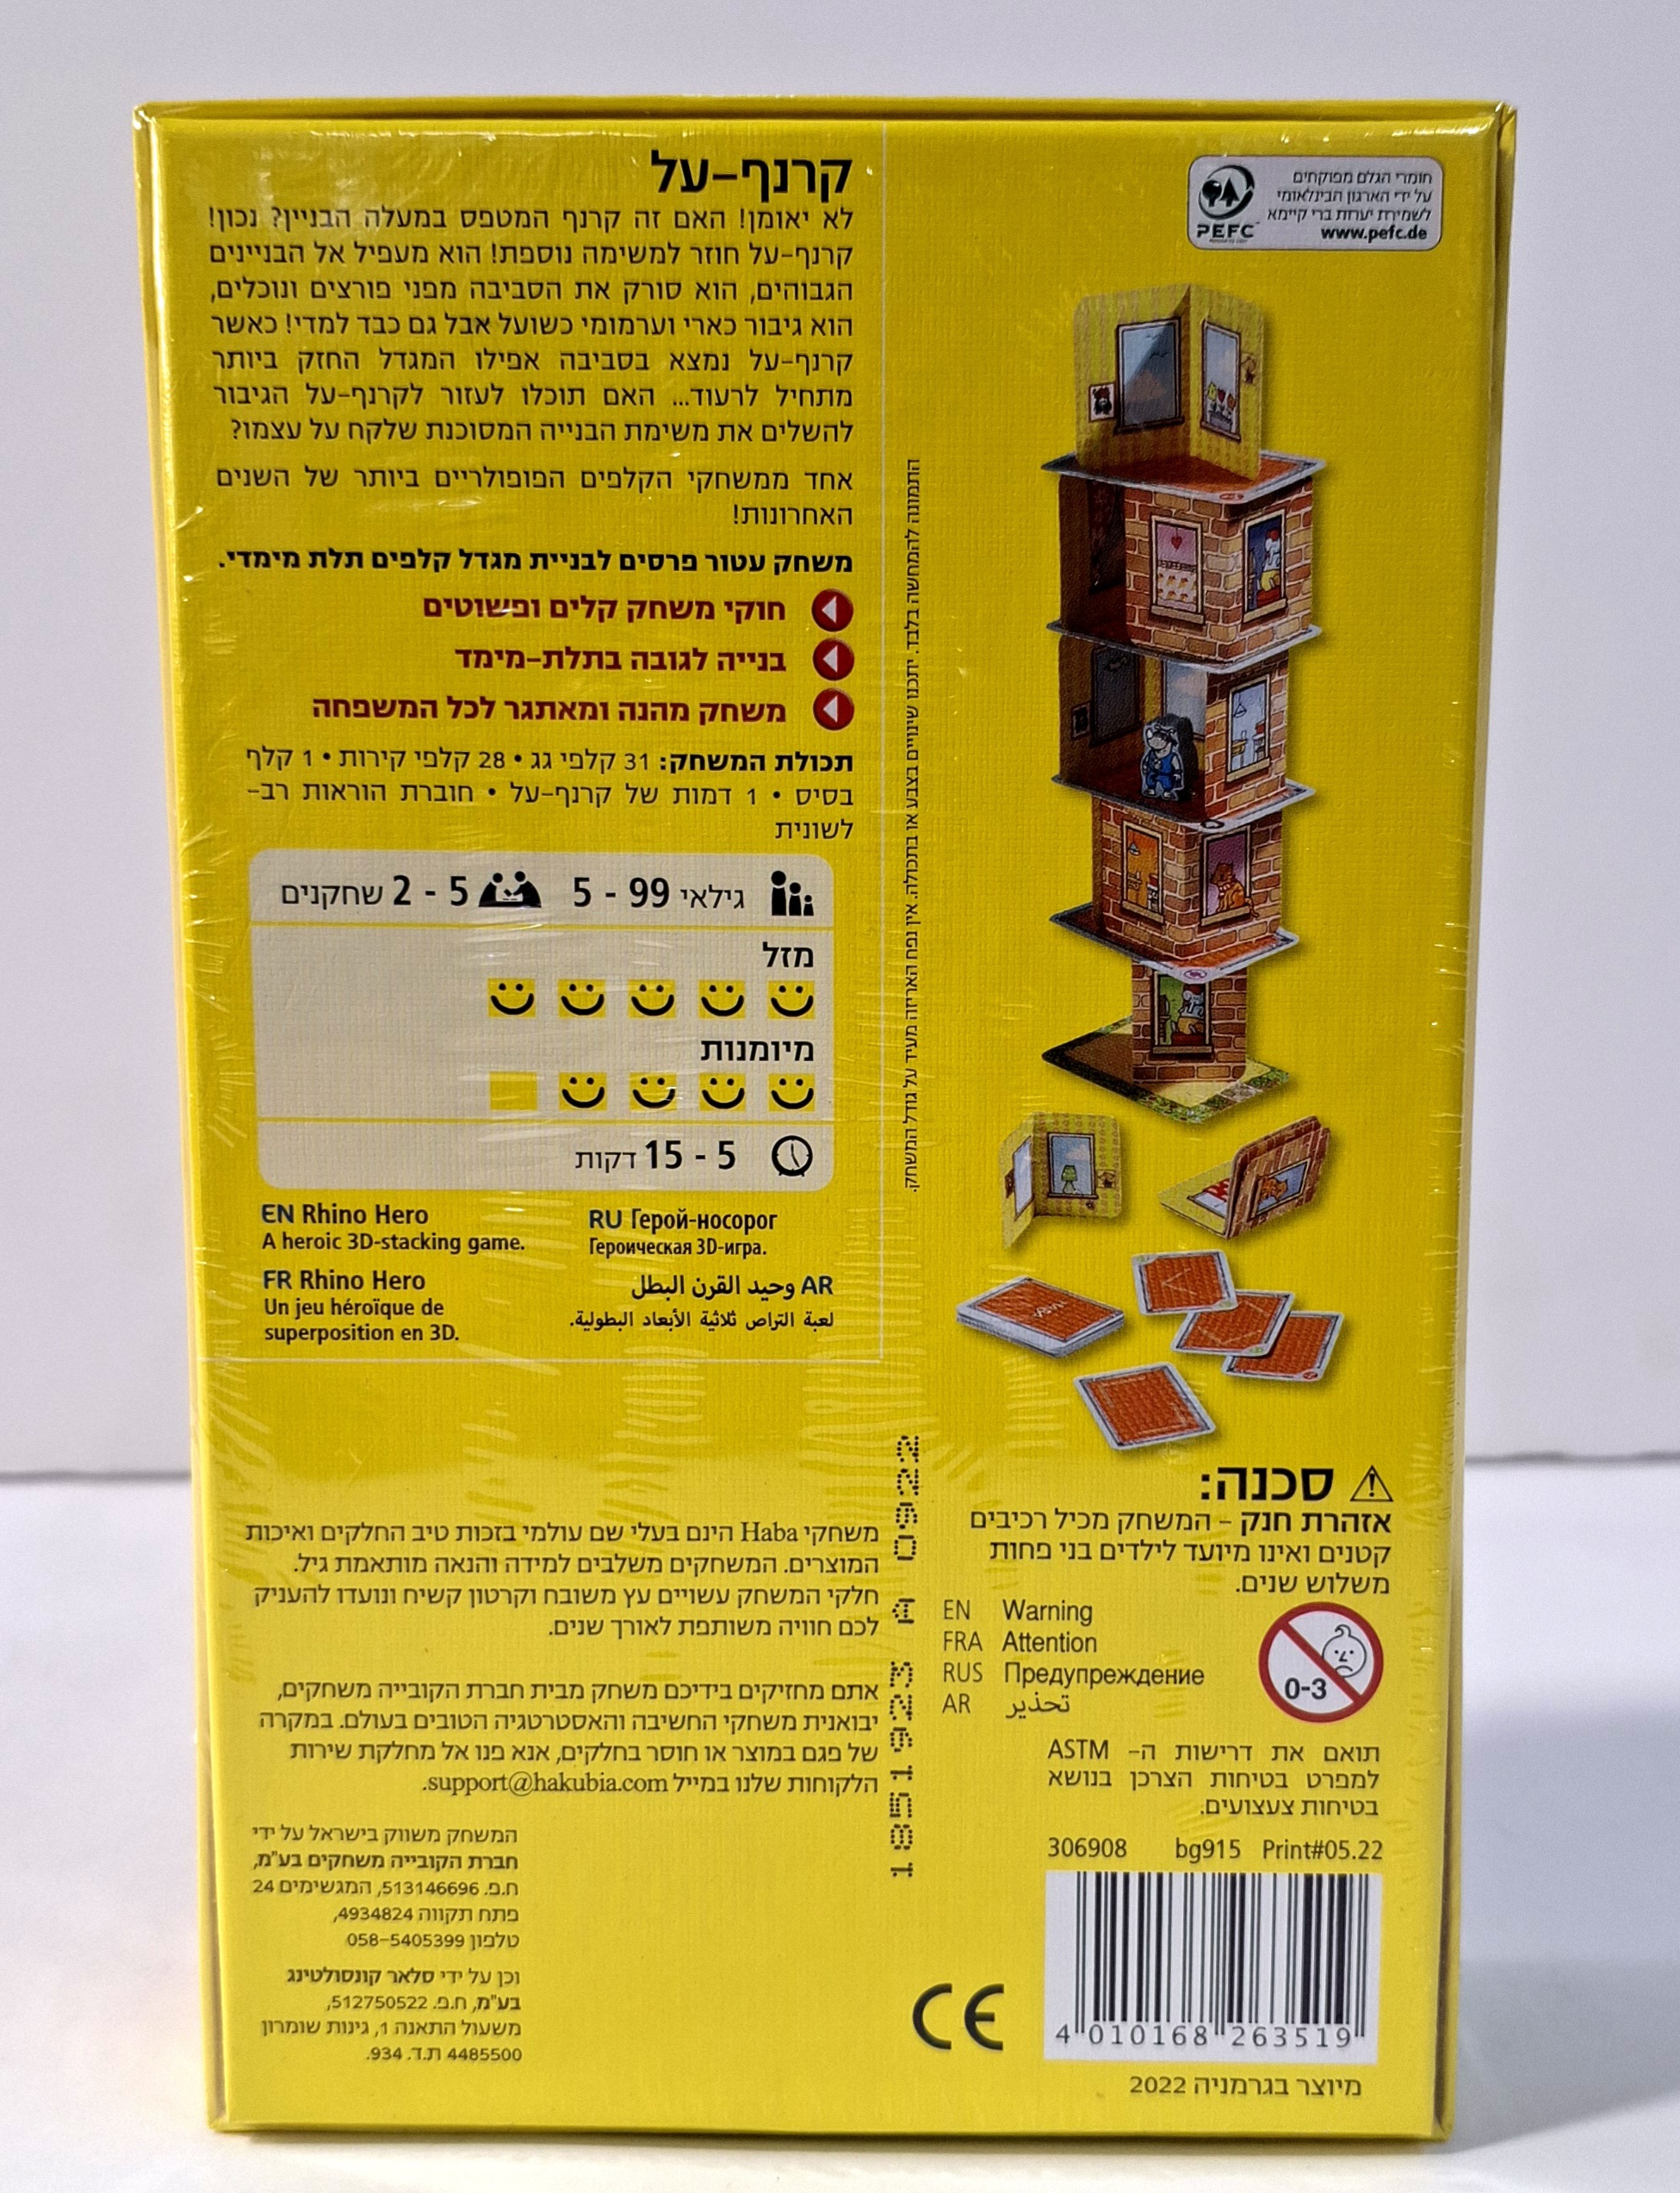 קרנף-על
לא יאומן! האם זה קרנף המטפס במעלה הבניין? נכון!
קרנף-על חוזר למשימה נוספת! הוא מעפיל אל הבניינים
הגבוהים, הוא סורק את הסביבה מפני פורצים ונוכלים,
הוא גיבור כארי וערמומי כשועל אבל גם כבד למדי! כאשר
קרנף-על נמצא בסביבה אפילו המגדל החזק ביותר
מתחיל לרעוד... האם תוכלו לעזור לקרנף-על הגיבור
להשלים את משימת הבנייה המסוכנת שלקח על עצמו?
אחד ממשחקי הקלפים הפופולריים ביותר של השנים
האחרונות!
משחק עטור פרסים לבניית מגדל קלפים תלת מימדי.
חוקי משחק קלים ופשוטים
בנייה לגובה בתלת-מימד
משחק מהנה ומאתגר לכל המשפחה
תכולת המשחק: 31 קלפי גג • 28 קלפי קירות • 1 קלף
בסיס • 1 דמות של קרנף-על • חוברת הוראות רב-
לשונית
גילאי 5 - 99
2 - 5 שחקנים
מזל
מיומנות
5 - 15 דקות
EN Rhino Hero
A heroic 3D-stacking game.
FR Rhino Hero
Un jeu héroïque de
superposition en 3D.
RU Герой-носорог
Героическая 3D-игра.
AR وحيد القرن البطل
لعبة التراص ثلاثية الأبعاد البطولية.
משחקי Haba הינם בעלי שם עולמי בזכות טיב החלקים ואיכות
המוצרים. המשחקים משלבים למידה והנאה מותאמת גיל.
חלקי המשחק עשויים עץ משובח וקרטון קשיח ונועדו להעניק
לכם חוויה משותפת לאורך שנים.
אתם מחזיקים בידיכם משחק מבית חברת הקובייה משחקים,
יבואנית משחקי החשיבה והאסטרטגיה הטובים בעולם. במקרה
של פגם במוצר או חוסר בחלקים, אנא פנו אל מחלקת שירות
הלקוחות שלנו במייל support@hakubia.com.
המשחק משווק בישראל על ידי
חברת הקובייה משחקים בע"מ,
ח.פ. 513146696, המגשימים 24
פתח תקווה 4934824,
טלפון 058-5405399
וכן על ידי סלאר קונסולטינג
בע"מ, ח.פ. 512750522,
משעול התאנה 1, גינות שומרון
4485500 ת.ד. 934.
התמונה להמחשה בלבד. יתכנו שינויים בצבע או בתכולה. אין נפח האריזה מעיד על גודל המשחק.
1851923 A 0922
חומרי הגלם מפוקחים
על ידי הארגון הבינלאומי
לשמירת יערות ברי קיימא
www.pefc.de
PEFC
סכנה:
אזהרת חנק - המשחק מכיל רכיבים
קטנים ואינו מיועד לילדים בני פחות
משלוש שנים.
EN Warning
FRA Attention
RUS Предупреждение
AR تحذير
0-3
תואם את דרישות ה- ASTM
למפרט בטיחות הצרכן בנושא
בטיחות צעצועים.
306908 bg915 Print#05.22
CE
4 010168 263519
מיוצר בגרמניה 2022